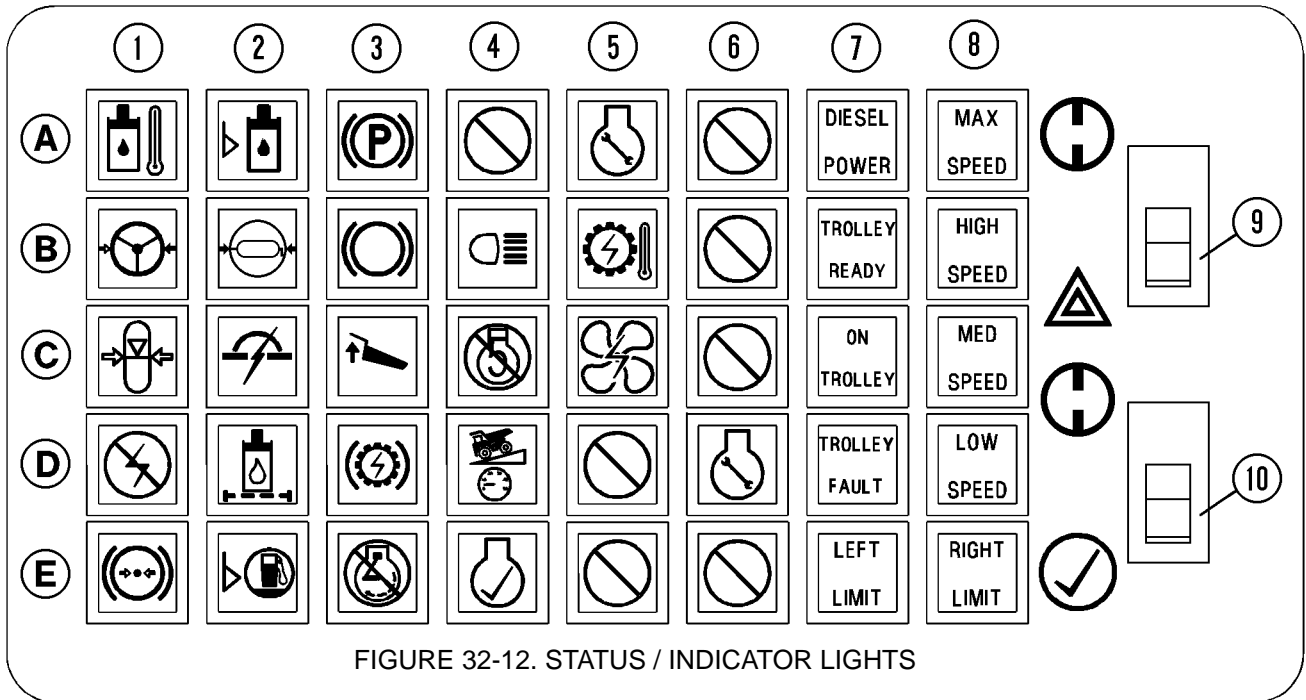 1 2 3 4 5 6 7 8
A
P
DIESEL
POWER
MAX
SPEED
9
B
TROLLEY
READY
HIGH
SPEED
C
ON
TROLLEY
MED
SPEED
D
TROLLEY
FAULT
LOW
SPEED
10
E
LEFT
LIMIT
RIGHT
LIMIT
FIGURE 32-12. STATUS / INDICATOR LIGHTS